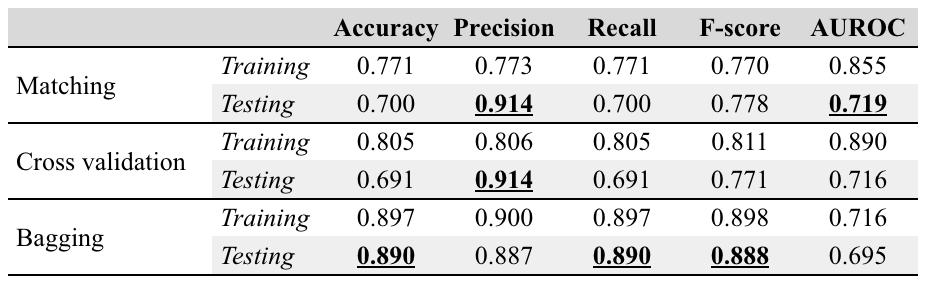 Accuracy Precision Recall F-score AUROC
Matching
Training 0.771 0.773 0.771 0.770 0.855
Testing 0.700 0.914 0.700 0.778 0.719
Cross validation
Training 0.805 0.806 0.805 0.811 0.890
Testing 0.691 0.914 0.691 0.771 0.716
Bagging
Training 0.897 0.900 0.897 0.898 0.716
Testing 0.890 0.887 0.890 0.888 0.695